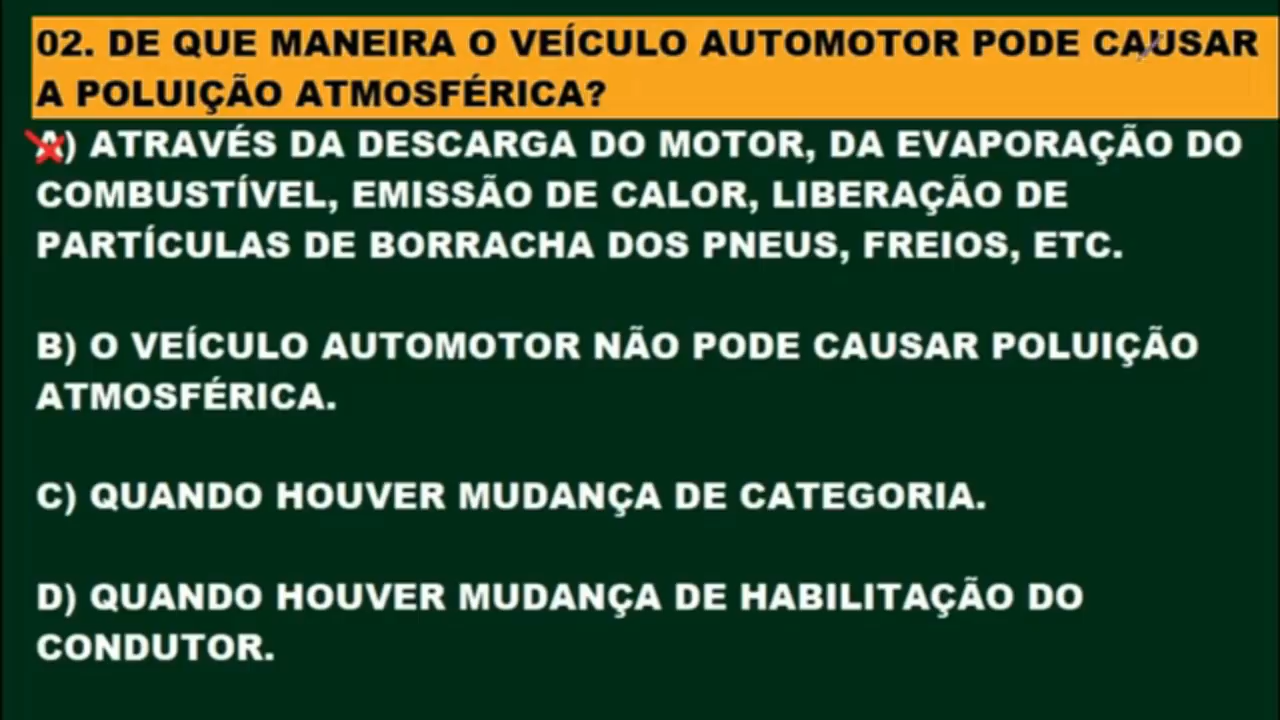 02. DE QUE MANEIRA O VEÍCULO AUTOMOTOR PODE CAUSAR
A POLUIÇÃO ATMOSFÉRICA?
A) ATRAVÉS DA DESCARGA DO MOTOR, DA EVAPORAÇÃO DO
COMBUSTÍVEL, EMISSÃO DE CALOR, LIBERAÇÃO DE
PARTÍCULAS DE BORRACHA DOS PNEUS, FREIOS, ETC.
B) O VEÍCULO AUTOMOTOR NÃO PODE CAUSAR POLUIÇÃO
ATMOSFÉRICA.
C) QUANDO HOUVER MUDANÇA DE CATEGORIA.
D) QUANDO HOUVER MUDANÇA DE HABILITAÇÃO DO
CONDUTOR.